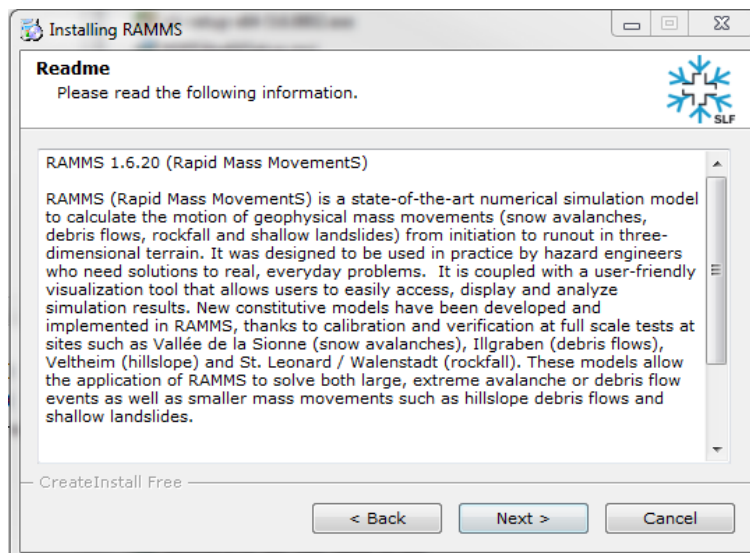 Installing RAMMS
Readme
Please read the following information.
SLF
RAMMS 1.6.20 (Rapid Mass MovementS)
RAMMS (Rapid Mass MovementS) is a state-of-the-art numerical simulation model
to calculate the motion of geophysical mass movements (snow avalanches,
debris flows, rockfall and shallow landslides) from initiation to runout in three-
dimensional terrain. It was designed to be used in practice by hazard engineers
who need solutions to real, everyday problems.  It is coupled with a user-friendly
visualization tool that allows users to easily access, display and analyze
simulation results. New constitutive models have been developed and
implemented in RAMMS, thanks to calibration and verification at full scale tests at
sites such as Vallée de la Sionne (snow avalanches), Illgraben (debris flows),
Veltheim (hillslope) and St. Leonard / Walenstadt (rockfall). These models allow
the application of RAMMS to solve both large, extreme avalanche or debris flow
events as well as smaller mass movements such as hillslope debris flows and
shallow landslides.
CreateInstall Free
< Back
Next >
Cancel